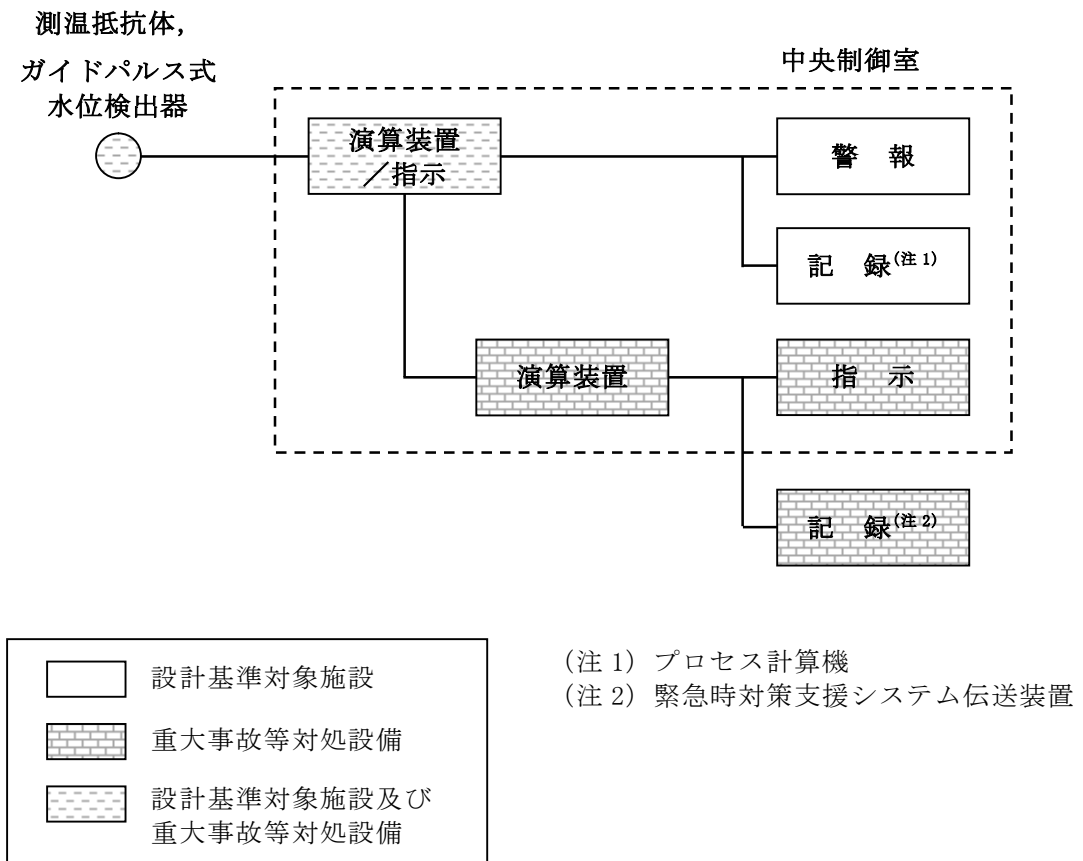 測温抵抗体，
ガイドパルス式
水位検出器
中央制御室
演算装置
／指示
警　報
記　録(注 1)
演算装置
指　示
記　録(注 2)
設計基準対象施設
重大事故等対処設備
設計基準対象施設及び
重大事故等対処設備
(注 1) プロセス計算機
(注 2) 緊急時対策支援システム伝送装置